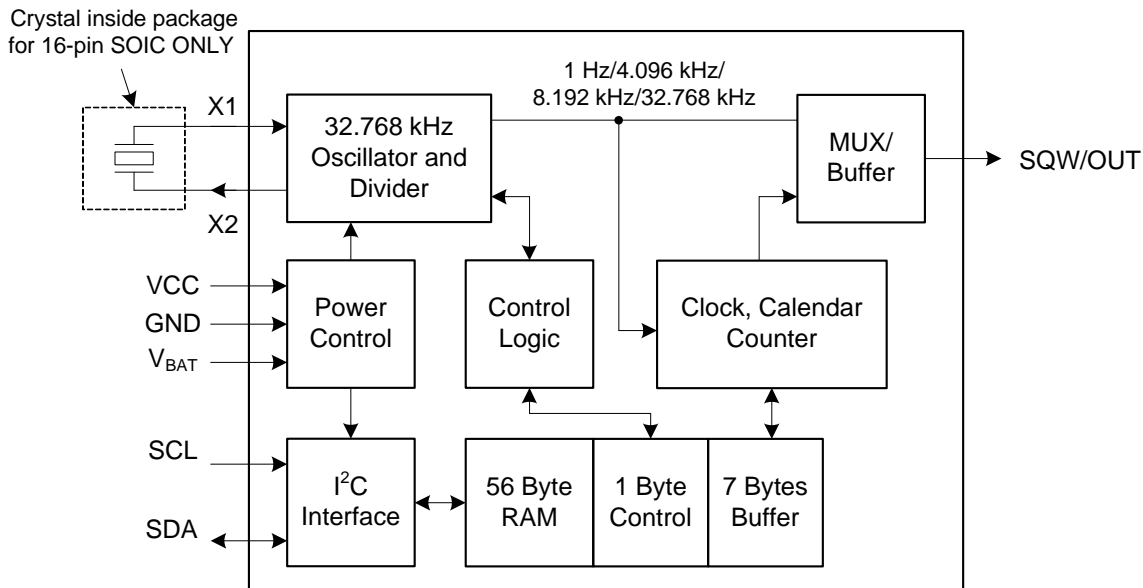 Crystal inside package
for 16-pin SOIC ONLY
X1
X2
32.768 kHz
Oscillator and
Divider
1 Hz/4.096 kHz/
8.192 kHz/32.768 kHz
MUX/
Buffer
SQW/OUT
VCC
GND
VBAT
Power
Control
Control
Logic
Clock, Calendar
Counter
SCL
SDA
I²C
Interface
56 Byte
RAM
1 Byte
Control
7 Bytes
Buffer